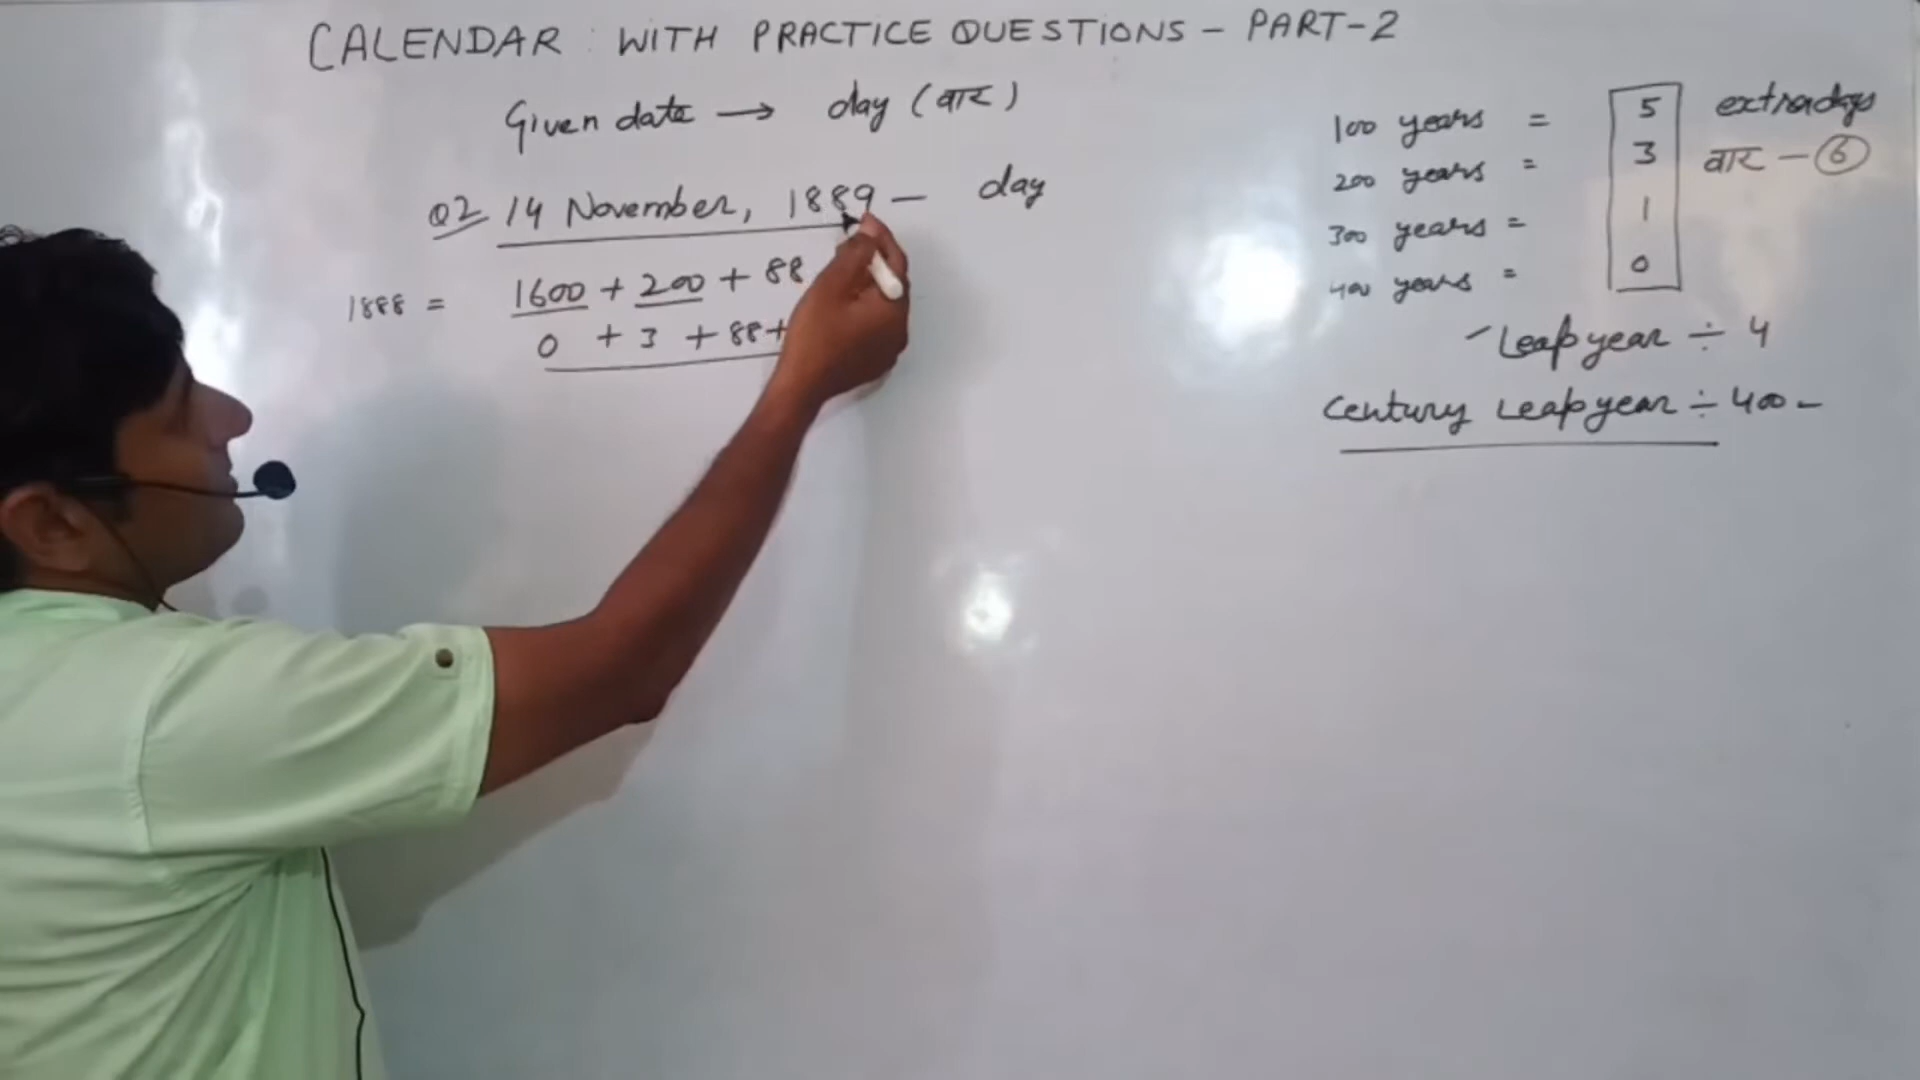 CALENDAR : WITH PRACTICE QUESTIONS - PART-2
Given date → day (वार)
Q2 14 November, 1889 — day
1888 = 1600 + 200 + 88
0 + 3 + 88+
100 years = 5 extradays
200 years = 3 वार - 6
300 years = 1
400 years = 0
Leap year ÷ 4
Century Leap year ÷ 400 -